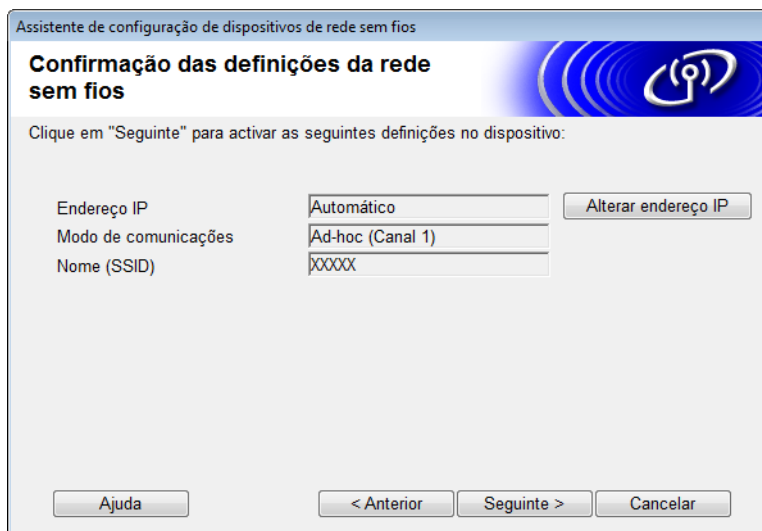 Assistente de configuração de dispositivos de rede sem fios
Confirmação das definições da rede
sem fios
Clique em "Seguinte" para activar as seguintes definições no dispositivo:
Endereço IP Automático Alterar endereço IP
Modo de comunicações Ad-hoc (Canal 1)
Nome (SSID) XXXXX
Ajuda < Anterior Seguinte > Cancelar